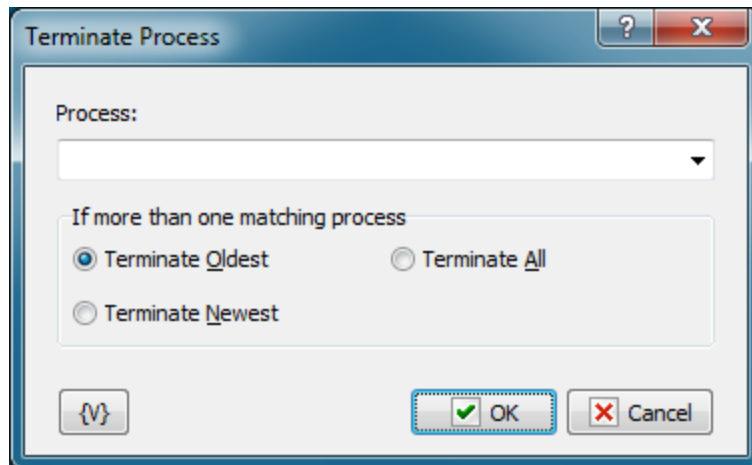 Terminate Process
?
X
Process:
If more than one matching process
Terminate Oldest
Terminate All
Terminate Newest
{V}
OK
Cancel